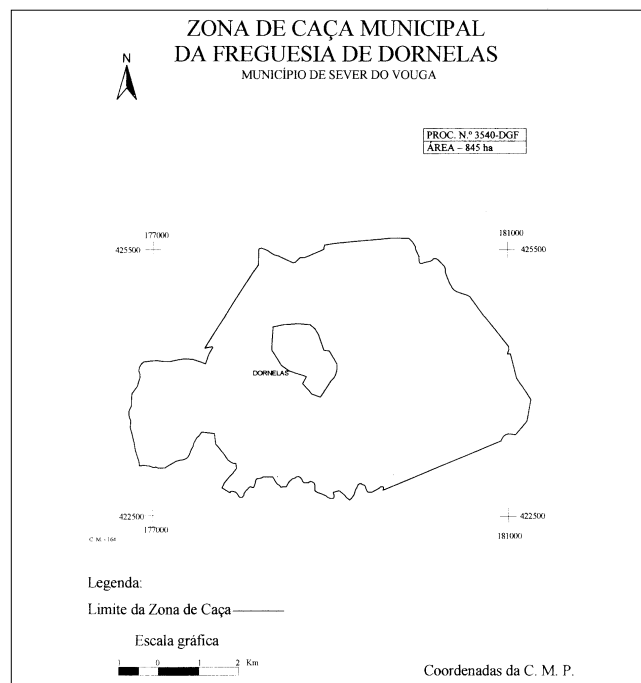 ZONA DE CAÇA MUNICIPAL
DA FREGUESIA DE DORNELAS
MUNICÍPIO DE SEVER DO VOUGA
N
PROC. N.º 3540-DGF
ÁREA – 845 ha
177000
425500
181000
425500
DORNELAS
422500
177000
422500
181000
C. M. - 164
Legenda:
Limite da Zona de Caça
Escala gráfica
1 0 1 2 Km
Coordenadas da C. M. P.